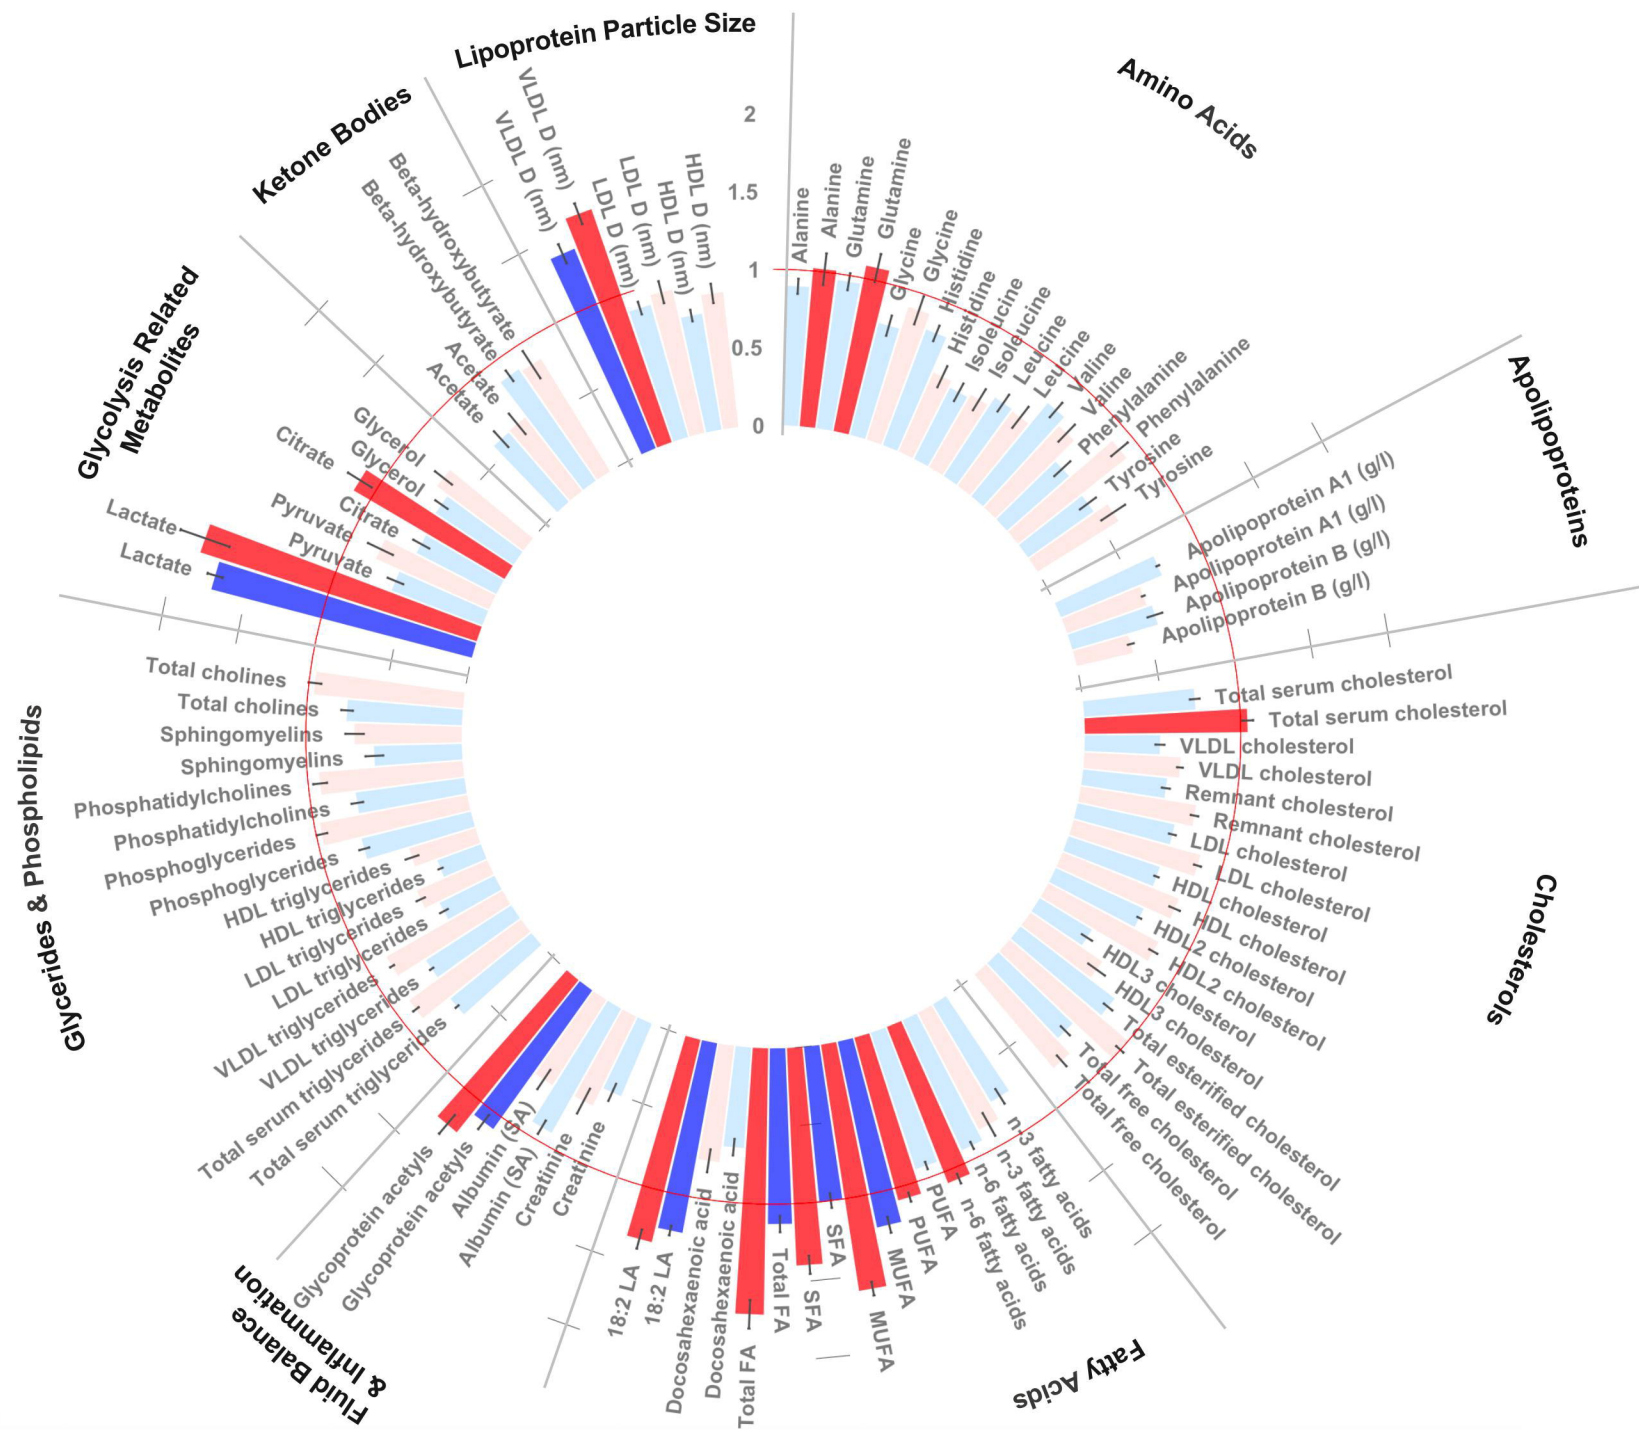 Lipoprotein Particle Size
VLDL D (nm)
VLDL D (nm)
LDL D (nm)
LDL D (nm)
HDL D (nm)
HDL D (nm)
2
1.5
1
0.5
0
Amino Acids
Alanine
Alanine
Glutamine
Glutamine
Glycine
Glycine
Histidine
Histidine
Isoleucine
Isoleucine
Leucine
Leucine
Valine
Valine
Phenylalanine
Phenylalanine
Tyrosine
Tyrosine
Apolipoproteins
Apolipoprotein A1 (g/l)
Apolipoprotein A1 (g/l)
Apolipoprotein B (g/l)
Apolipoprotein B (g/l)
Cholesterols
Total serum cholesterol
Total serum cholesterol
VLDL cholesterol
VLDL cholesterol
Remnant cholesterol
Remnant cholesterol
LDL cholesterol
LDL cholesterol
HDL cholesterol
HDL cholesterol
HDL2 cholesterol
HDL2 cholesterol
HDL3 cholesterol
HDL3 cholesterol
Total esterified cholesterol
Total esterified cholesterol
Total free cholesterol
Total free cholesterol
Fatty Acids
n-3 fatty acids
n-3 fatty acids
n-6 fatty acids
n-6 fatty acids
PUFA
PUFA
MUFA
MUFA
SFA
SFA
Total FA
Total FA
Docosahexaenoic acid
Docosahexaenoic acid
18:2 LA
18:2 LA
Fluid Balance
& Inflammation
Creatinine
Creatinine
Albumin (SA)
Albumin (SA)
Glycoprotein acetyls
Glycoprotein acetyls
Glycerides & Phospholipids
Total serum triglycerides
Total serum triglycerides
VLDL triglycerides
VLDL triglycerides
LDL triglycerides
LDL triglycerides
HDL triglycerides
HDL triglycerides
Phosphoglycerides
Phosphoglycerides
Phosphatidylcholines
Phosphatidylcholines
Sphingomyelins
Sphingomyelins
Total cholines
Total cholines
Glycolysis Related
Metabolites
Lactate
Lactate
Pyruvate
Pyruvate
Citrate
Citrate
Glycerol
Glycerol
Ketone Bodies
Acetate
Acetate
Beta-hydroxybutyrate
Beta-hydroxybutyrate